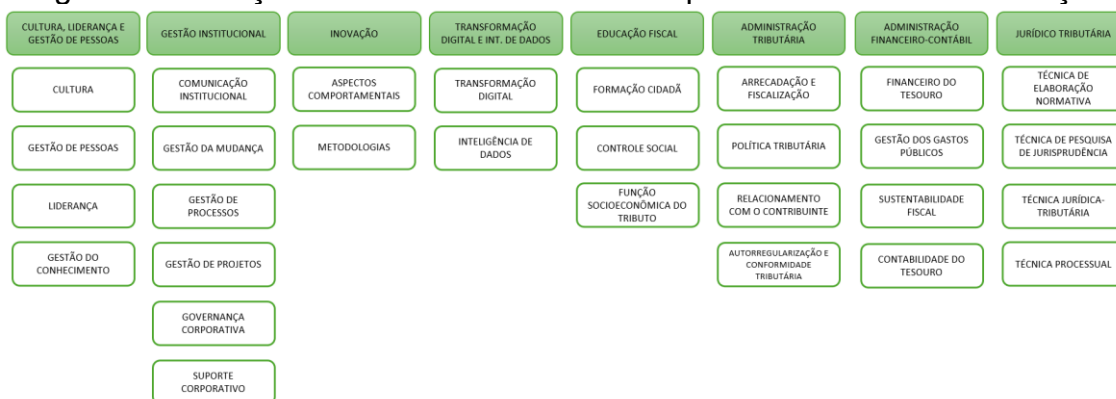 CULTURA, LIDERANÇA E
GESTÃO DE PESSOAS
CULTURA
GESTÃO DE PESSOAS
LIDERANÇA
GESTÃO DO
CONHECIMENTO
GESTÃO INSTITUCIONAL
COMUNICAÇÃO
INSTITUCIONAL
GESTÃO DA MUDANÇA
GESTÃO DE
PROCESSOS
GESTÃO DE PROJETOS
GOVERNANÇA
CORPORATIVA
SUPORTE
CORPORATIVO
INOVAÇÃO
ASPECTOS
COMPORTAMENTAIS
METODOLOGIAS
TRANSFORMAÇÃO
DIGITAL E INT. DE DADOS
TRANSFORMAÇÃO
DIGITAL
INTELIGÊNCIA DE
DADOS
EDUCAÇÃO FISCAL
FORMAÇÃO CIDADÃ
CONTROLE SOCIAL
FUNÇÃO
SOCIOECONÔMICA DO
TRIBUTO
ADMINISTRAÇÃO
TRIBUTÁRIA
ARRECADAÇÃO E
FISCALIZAÇÃO
POLÍTICA TRIBUTÁRIA
RELACIONAMENTO
COM O CONTRIBUINTE
AUTORREGULARIZAÇÃO E
CONFORMIDADE
TRIBUTÁRIA
ADMINISTRAÇÃO
FINANCEIRO-CONTÁBIL
FINANCEIRO DO
TESOURO
GESTÃO DOS GASTOS
PÚBLICOS
SUSTENTABILIDADE
FISCAL
CONTABILIDADE DO
TESOURO
JURÍDICO TRIBUTÁRIA
TÉCNICA DE
ELABORAÇÃO
NORMATIVA
TÉCNICA DE PESQUISA
DE JURISPRUDÊNCIA
TÉCNICA JURÍDICA-
TRIBUTÁRIA
TÉCNICA PROCESSUAL